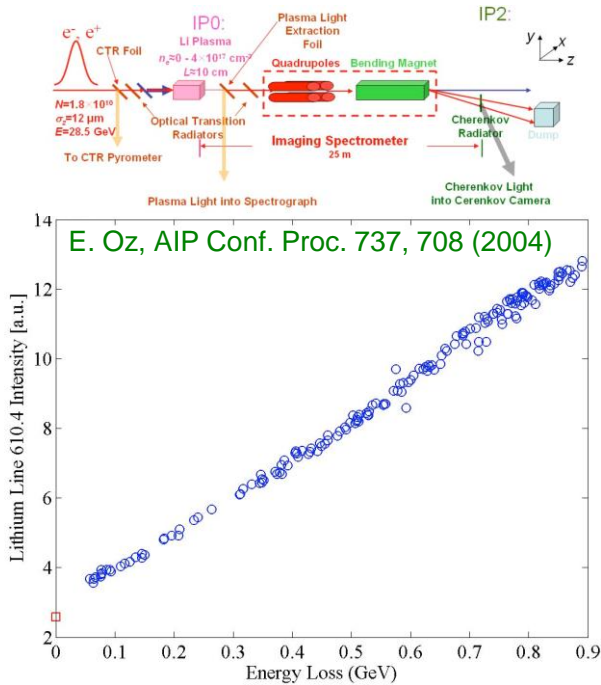 IP0:
IP2:
e⁻, e⁺
CTR Foil
Li Plasma
nₑ≈0 - 4×10¹⁷ cm⁻³
L≈10 cm
Plasma Light
Extraction
Foil
Quadrupoles
Bending Magnet
y
x
z
N=1.8×10¹⁰
σ_z=12 μm
E=28.5 GeV
Optical Transition
Radiators
Cherenkov
Radiator
Dump
Imaging Spectrometer
25 m
To CTR Pyrometer
Plasma Light into Spectrograph
Cherenkov Light
into Cerenkov Camera
E. Oz, AIP Conf. Proc. 737, 708 (2004)
Lithium Line 610.4 Intensity [a.u.]
14
12
10
8
6
4
2
0
0.1
0.2
0.3
0.4
0.5
0.6
0.7
0.8
0.9
Energy Loss (GeV)